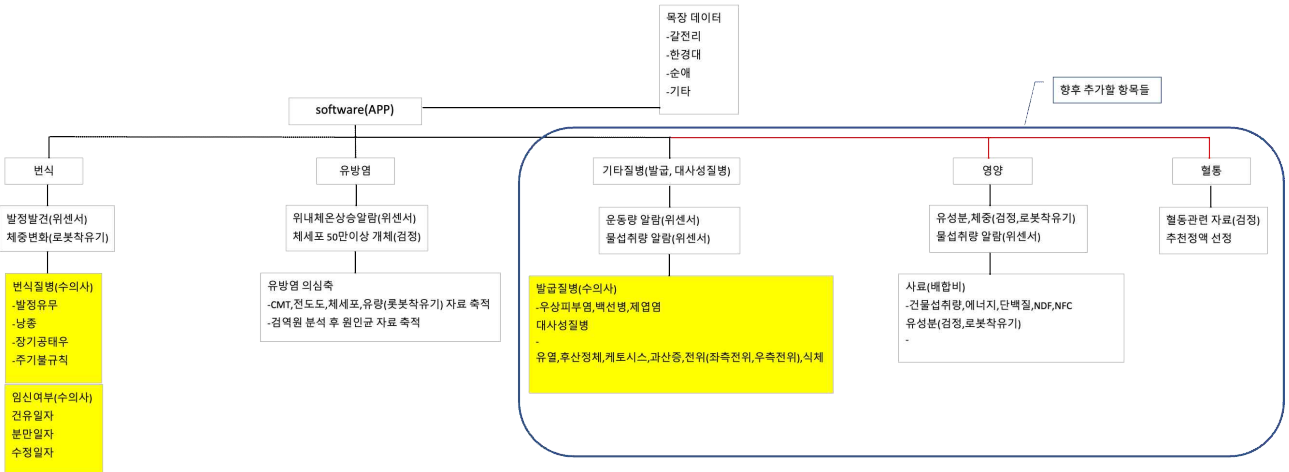 목장 데이터
-갈전리
-한경대
-순애
-기타
향후 추가할 항목들
software(APP)
번식
유방염
기타질병(발굽, 대사성질병)
영양
혈통
발정발견(위센서)
체중변화(로봇착유기)
위내체온상승알람(위센서)
체세포 50만이상 개체(검정)
운동량 알람(위센서)
물섭취량 알람(위센서)
유성분,체중(검정,로봇착유기)
물섭취량 알람(위센서)
혈동관련 자료(검정)
추천정액 선정
번식질병(수의사)
-발정유무
-낭종
-장기공태우
-주기불규칙
유방염 의심축
-CMT,전도도,체세포,유량(롯봇착유기) 자료 축적
-검역원 분석 후 원인균 자료 축적
발굽질병(수의사)
-우상피부염,백선병,제엽염
대사성질병
-
유열,후산정체,케토시스,과산증,전위(좌측전위,우측전위),식체
사료(배합비)
-건물섭취량,에너지,단백질,NDF,NFC
유성분(검정,로봇착유기)
-
임신여부(수의사)
건유일자
분만일자
수정일자